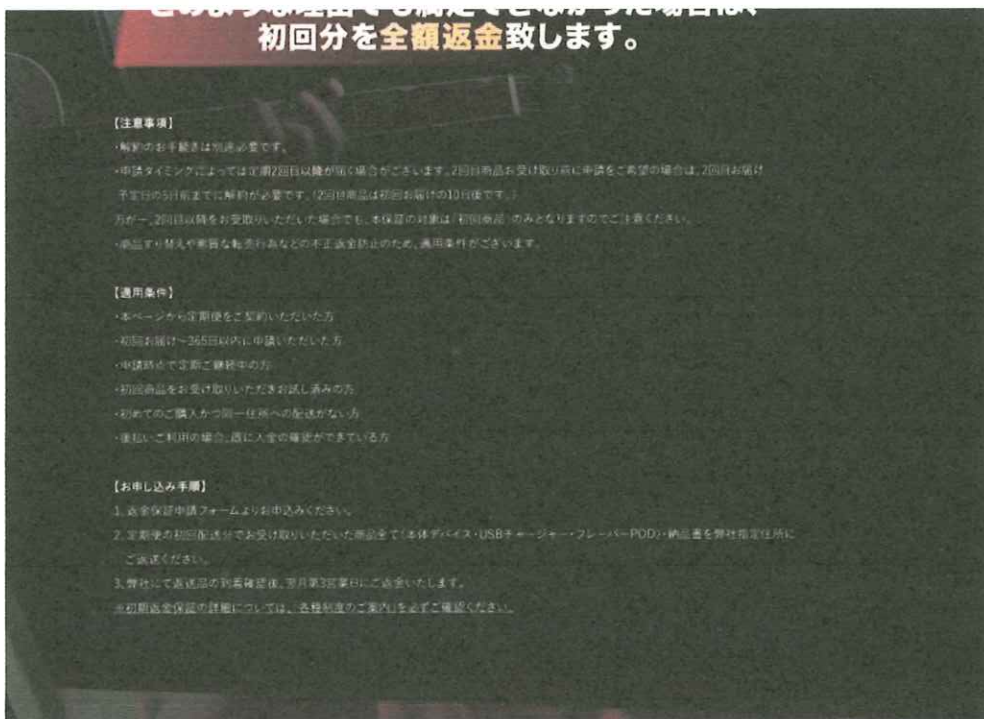 どのような理由でも満足できなかった場合は、
初回分を全額返金致します。
【注意事項】
・解約のお手続きは別途必要です。
・申請タイミングによっては定期2回目以降が届く場合がございます。2回目商品お受け取り前に申請をご希望の場合は、2回目お届け
予定日の5日前までに解約が必要です。(2回目商品は初回お届けの10日後です。)
万が一、2回目以降をお受取りいただいた場合でも、本保証の対象は「初回商品」のみとなりますのでご注意ください。
・商品すり替えや悪質な転売行為などの不正返金防止のため、適用条件がございます。
【適用条件】
・本ページから定期便をご契約いただいた方
・初回お届け〜365日以内に申請いただいた方
・申請時点で定期ご継続中の方
・初回商品をお受け取りいただきお試し済みの方
・初めてのご購入かつ同一住所への配送がない方
・後払いご利用の場合、既に入金の確認ができている方
【お申し込み手順】
1. 返金保証申請フォームよりお申込みください。
2. 定期便の初回配送分でお受け取りいただいた商品全て(本体デバイス・USBチャージャー・フレーバーPOD)・納品書を弊社指定住所に
ご返送ください。
3. 弊社にて返送品の到着確認後、翌月第3営業日にご返金いたします。
※初期返金保証の詳細については、「各種制度のご案内」を必ずご確認ください。